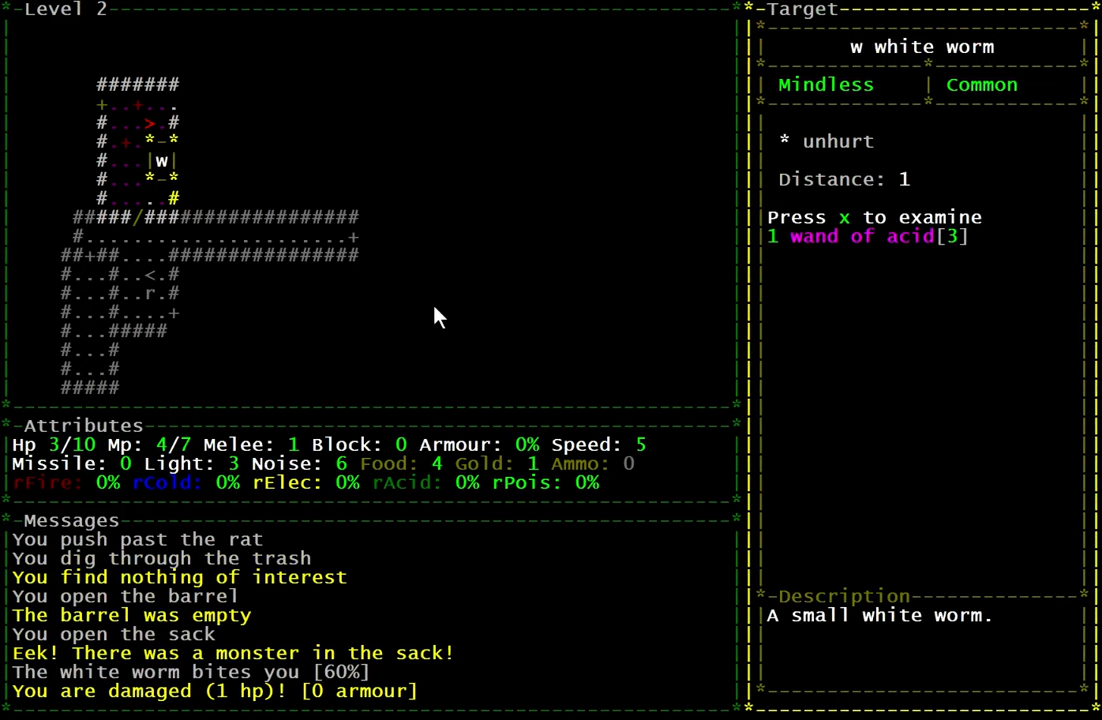 Level 2
Target
w white worm
Mindless | Common
#######
+..+...
#...>.#
#.+.*-*
#...|w|
#...*-*
#.....#
#####/###################
#......................+
##+##....################
#...#..<.#
#...#..r.#
#...#....+
#...#####
#...#
#...#
#####
* unhurt
Distance: 1
Press x to examine
1 wand of acid[3]
Attributes
Hp 3/10 Mp: 4/7 Melee: 1 Block: 0 Armour: 0% Speed: 5
Missile: 0 Light: 3 Noise: 6 Food: 4 Gold: 1 Ammo: 0
rFire: 0% rCold: 0% rElec: 0% rAcid: 0% rPois: 0%
Messages
You push past the rat
You dig through the trash
You find nothing of interest
You open the barrel
The barrel was empty
You open the sack
Eek! There was a monster in the sack!
The white worm bites you [60%]
You are damaged (1 hp)! [0 armour]
Description
A small white worm.